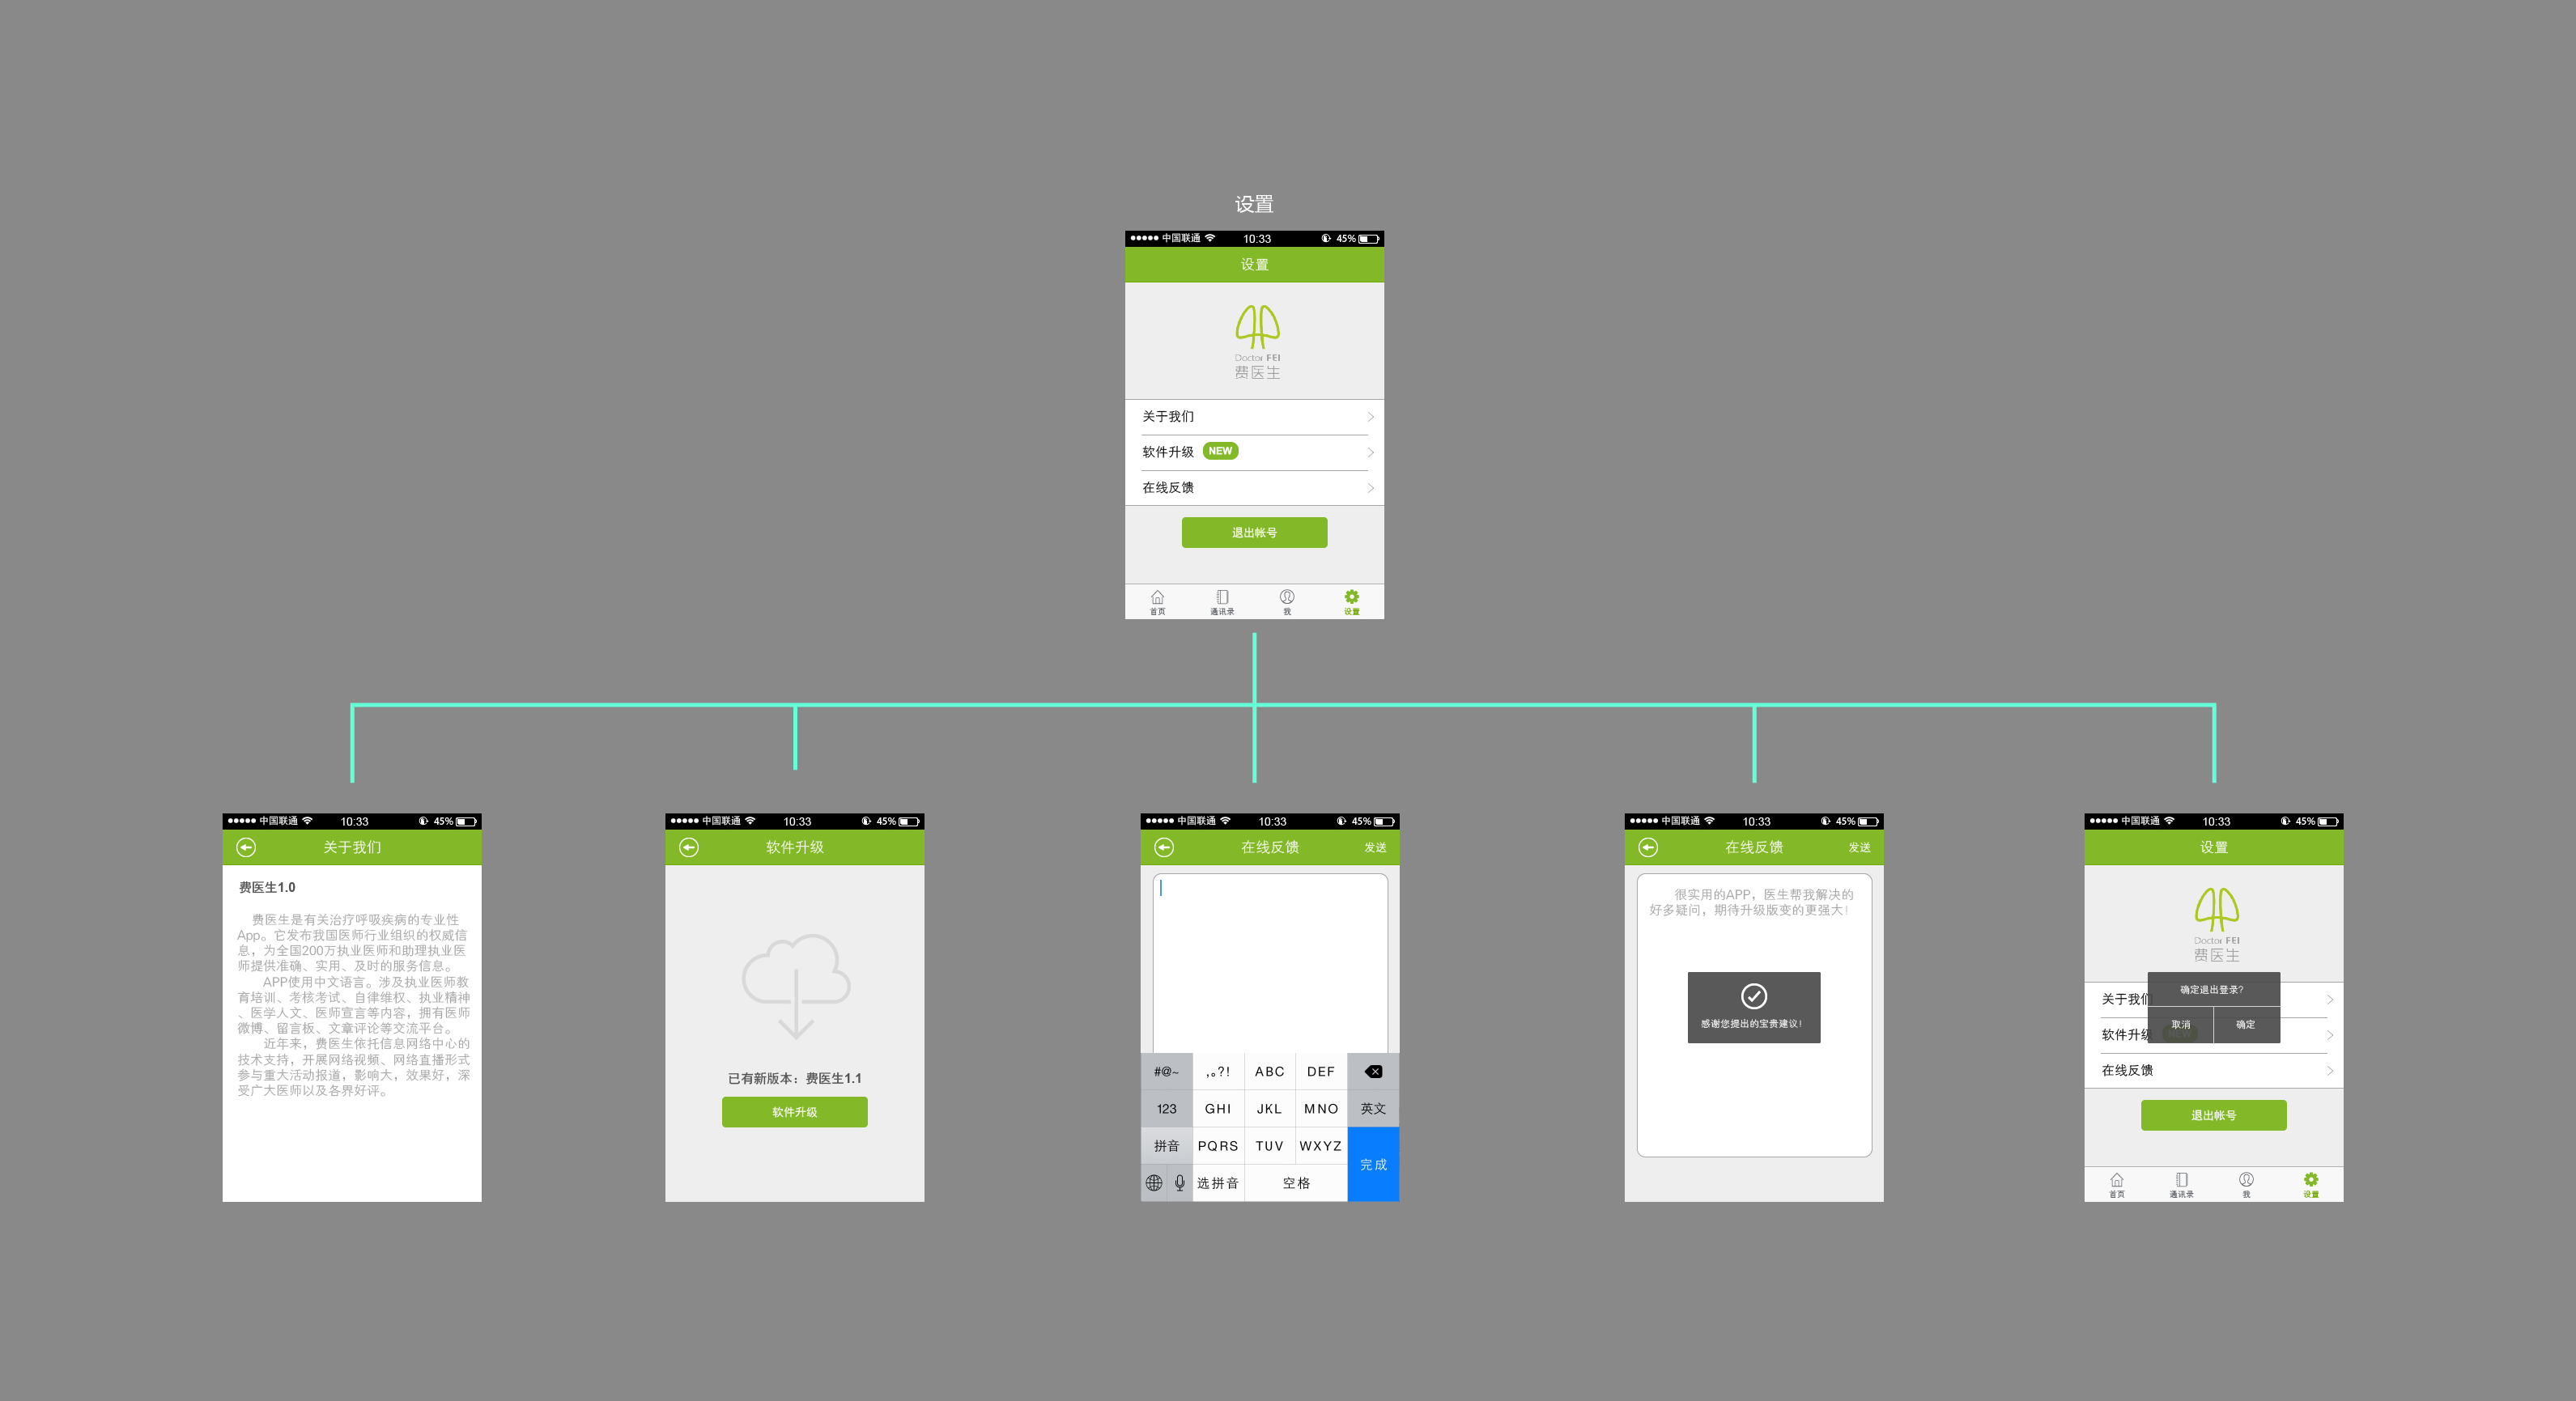 设置
中国联通 10:33 45%
设置
Doctor FEI
费医生
关于我们
软件升级 NEW
在线反馈
退出帐号
首页 通讯录 我 设置
中国联通 10:33 45%
关于我们
费医生1.0
费医生是有关治疗呼吸疾病的专业性
App。它发布我国医师行业组织的权威信
息，为全国200万执业医师和助理执业医
师提供准确、实用、及时的服务信息。
APP使用中文语言。涉及执业医师教
育培训、考核考试、自律维权、执业精神
、医学人文、医师宣言等内容，拥有医师
微博、留言板、文章评论等交流平台。
近年来，费医生依托信息网络中心的
技术支持，开展网络视频、网络直播形式
参与重大活动报道，影响大，效果好，深
受广大医师以及各界好评。
中国联通 10:33 45%
软件升级
已有新版本：费医生1.1
软件升级
中国联通 10:33 45%
在线反馈 发送
#@~ ,。?! ABC DEF
123 GHI JKL MNO 英文
拼音 PQRS TUV WXYZ 完成
选拼音 空格
中国联通 10:33 45%
在线反馈 发送
很实用的APP，医生帮我解决的
好多疑问，期待升级版变的更强大！
感谢您提出的宝贵建议！
中国联通 10:33 45%
设置
Doctor FEI
费医生
确定退出登录？
取消 确定
关于我们
软件升级
在线反馈
退出帐号
首页 通讯录 我 设置